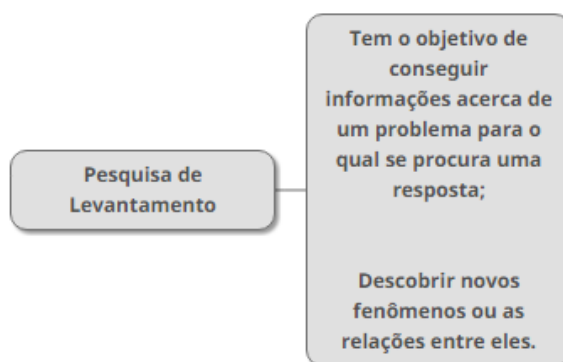 Pesquisa de
Levantamento
Tem o objetivo de
conseguir
informações acerca de
um problema para o
qual se procura uma
resposta;
Descobrir novos
fenômenos ou as
relações entre eles.